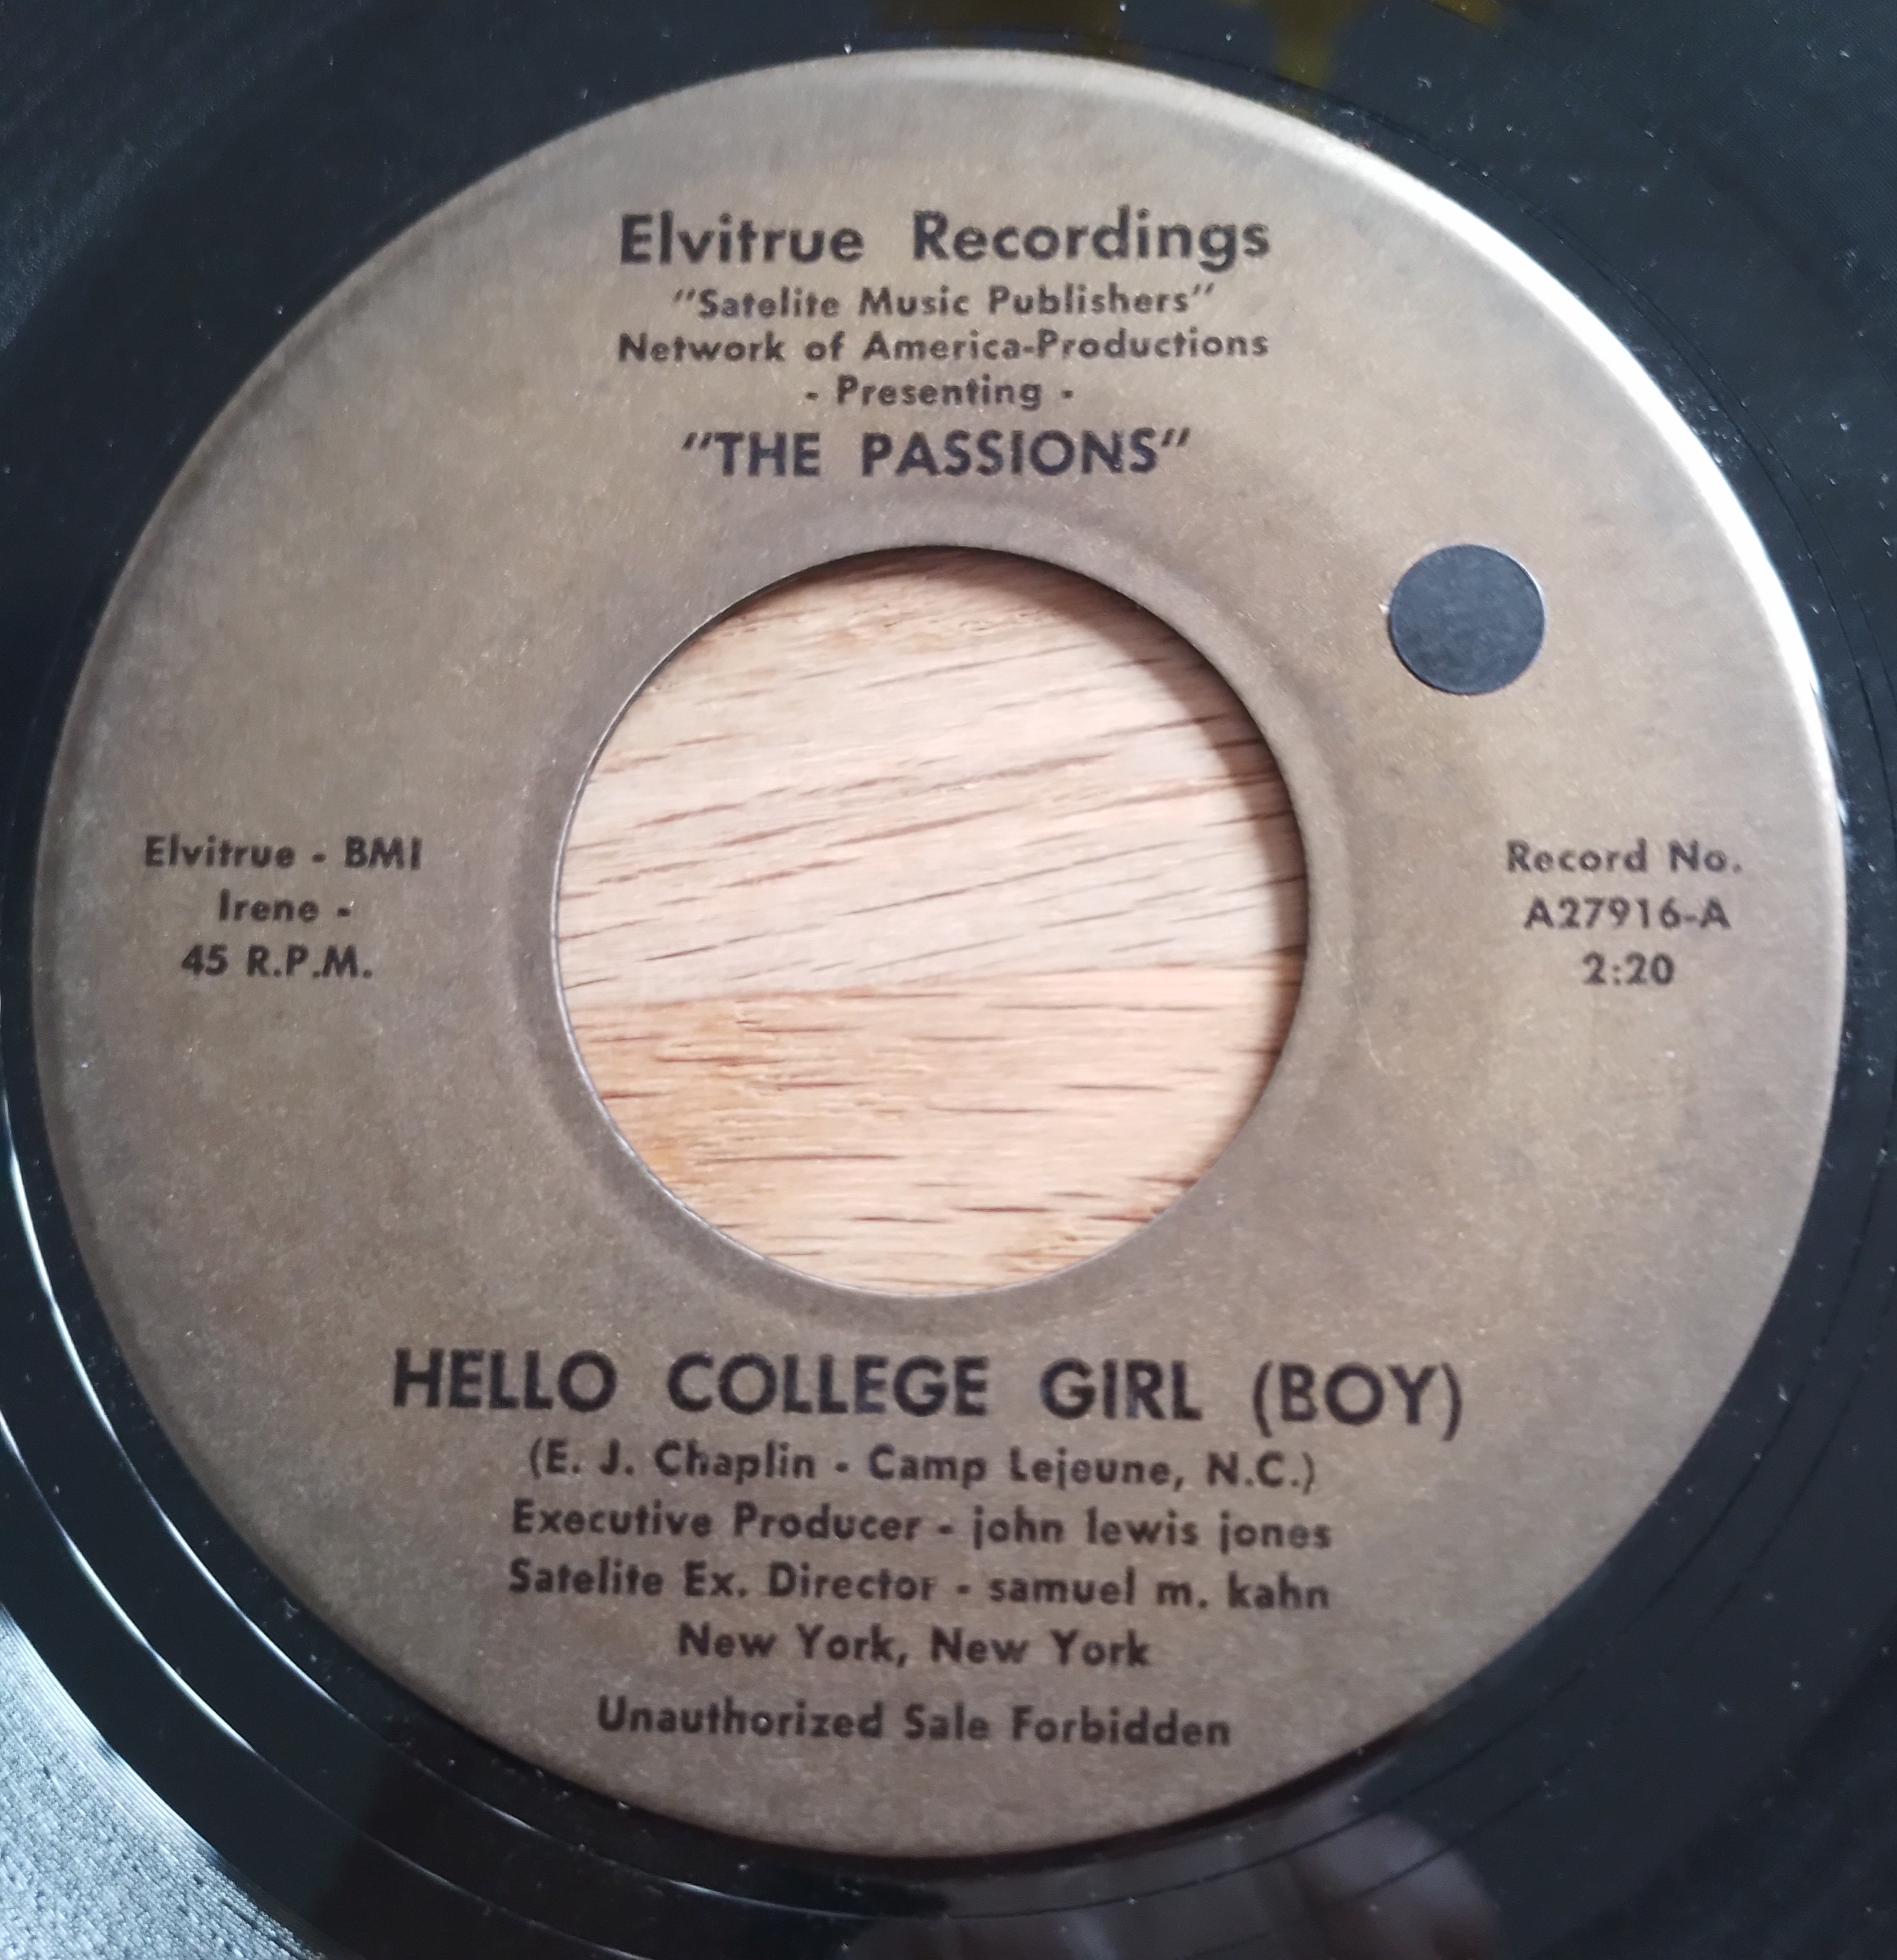 Elvitrue Recordings
"Satelite Music Publishers"
Network of America-Productions
- Presenting -
"THE PASSIONS"
Elvitrue - BMI
Irene -
45 R.P.M.
Record No.
A27916-A
2:20
HELLO COLLEGE GIRL (BOY)
(E. J. Chaplin - Camp Lejeune, N.C.)
Executive Producer - john lewis jones
Satelite Ex. Director - samuel m. kahn
New York, New York
Unauthorized Sale Forbidden